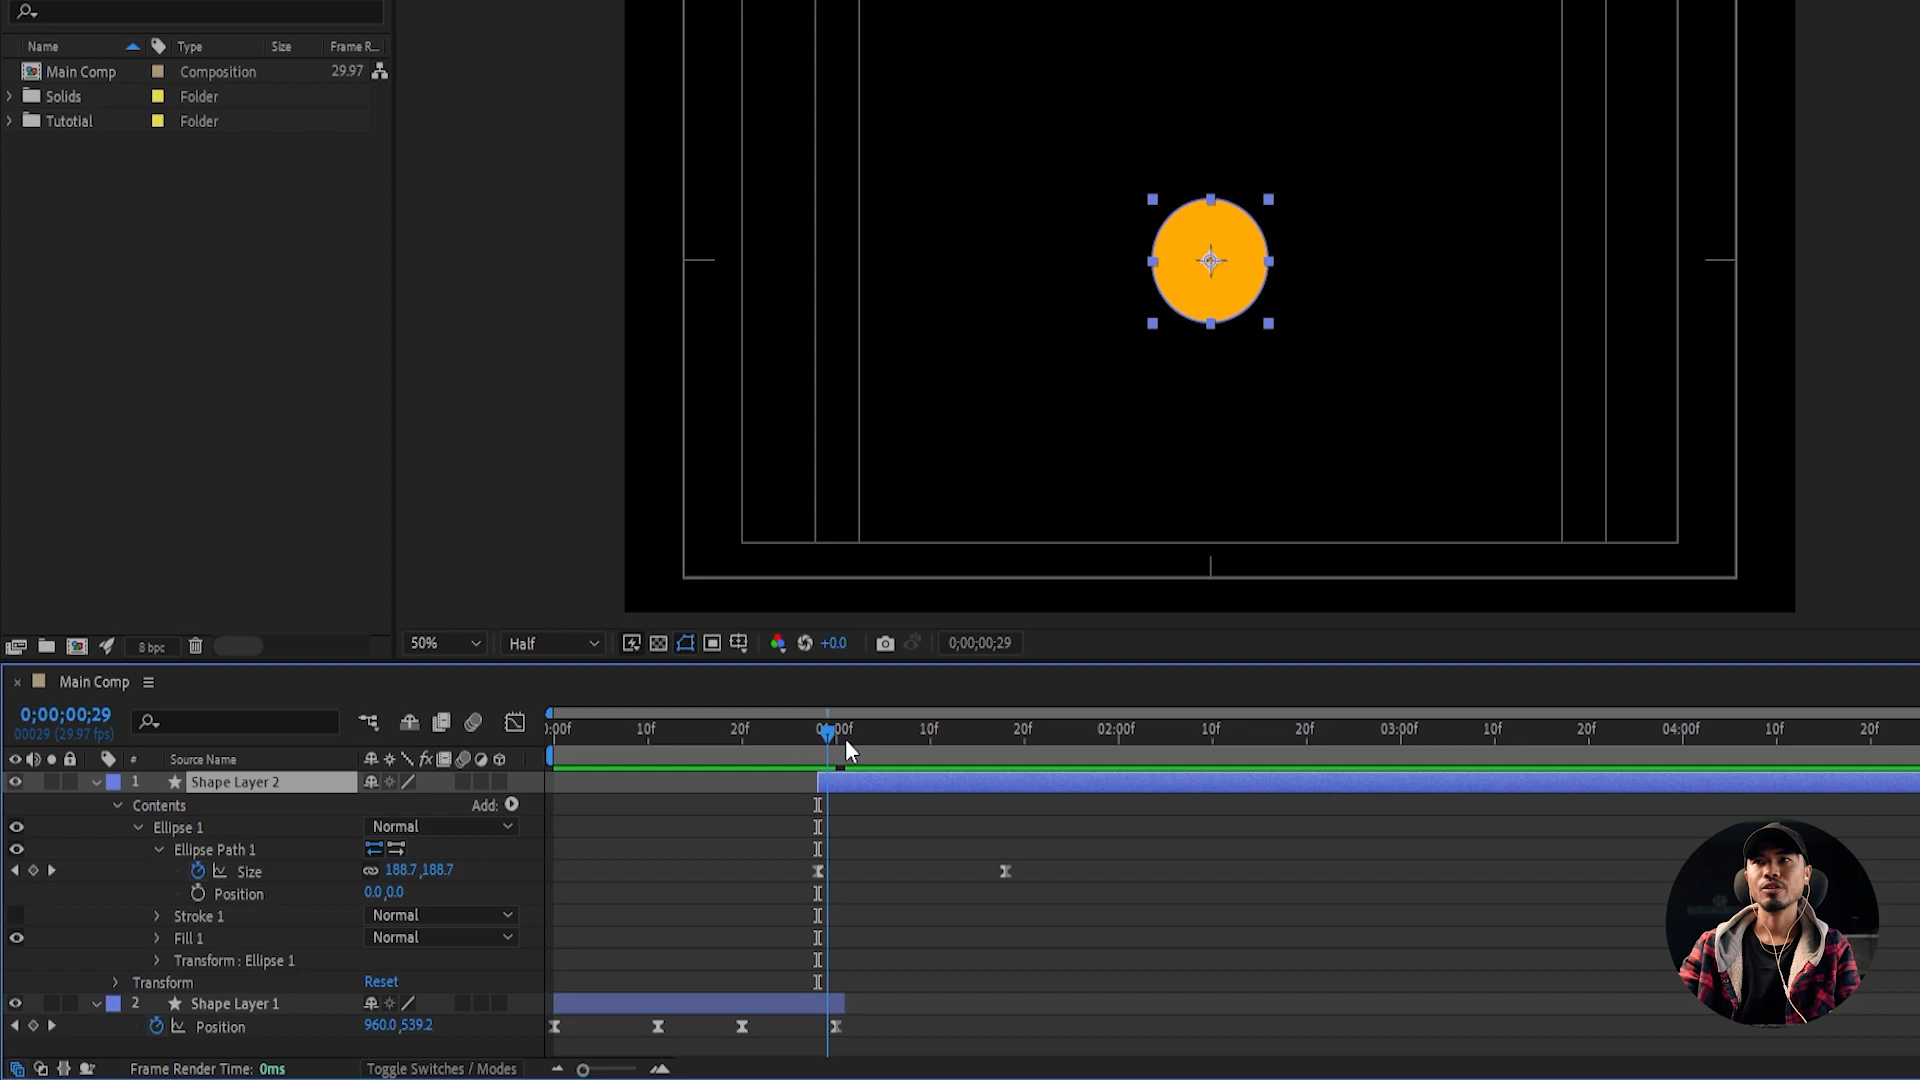 Name Type Size Frame R...
Main Comp Composition 29.97
Solids Folder
Tutotial Folder
8 bpc
50% Half +0.0 0;00;00;29
Main Comp
0;00;00;29
00029 (29.97 fps)
):00f 10f 20f 01:00f 10f 20f 02:00f 10f 20f 03:00f 10f 20f 04:00f 10f 20f
# Source Name fx
1 Shape Layer 2
Contents Add:
Ellipse 1 Normal
Ellipse Path 1
Size 188.7,188.7
Position 0.0,0.0
Stroke 1 Normal
Fill 1 Normal
Transform : Ellipse 1
Transform Reset
2 Shape Layer 1
Position 960.0,539.2
Frame Render Time: 0ms Toggle Switches / Modes